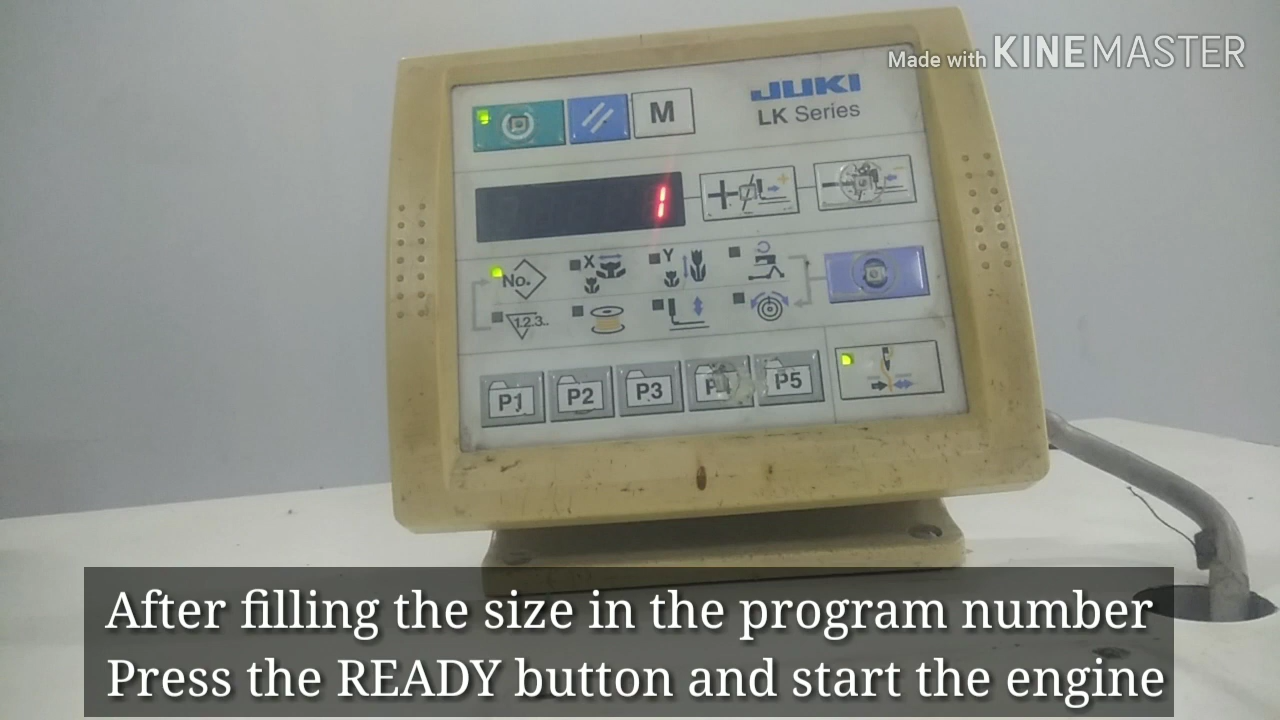 Made with KINEMASTER
JUKI
LK Series
M
1
No.
X
Y
1.2.3..
P1 P2 P3 P4 P5
After filling the size in the program number
Press the READY button and start the engine